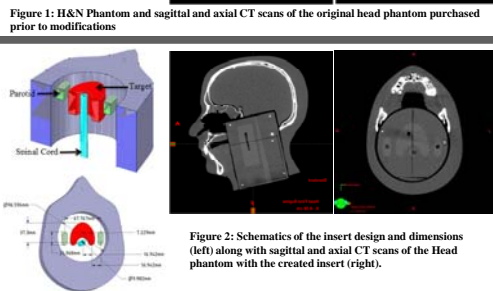 Figure 1: H&N Phantom and sagittal and axial CT scans of the original head phantom purchased
prior to modifications
Parotid
Target
Spinal Cord
Figure 2: Schematics of the insert design and dimensions
(left) along with sagittal and axial CT scans of the Head
phantom with the created insert (right).